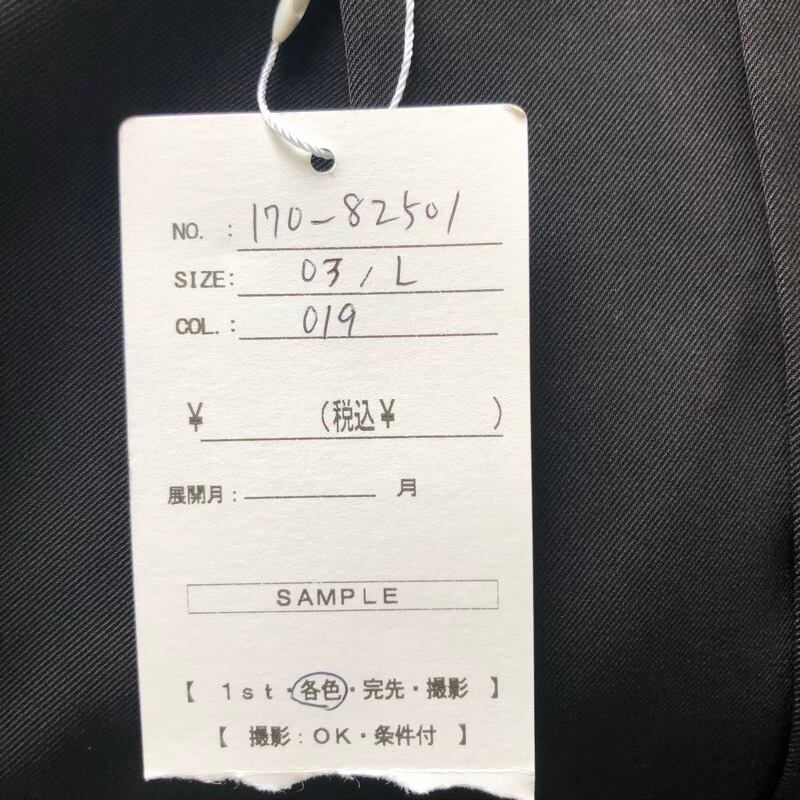 NO. : 170-82501
SIZE: 03, L
COL. : 019
¥ (税込¥ )
展開月: 月
SAMPLE
【 1st・各色・完先・撮影 】
【 撮影:OK・条件付 】